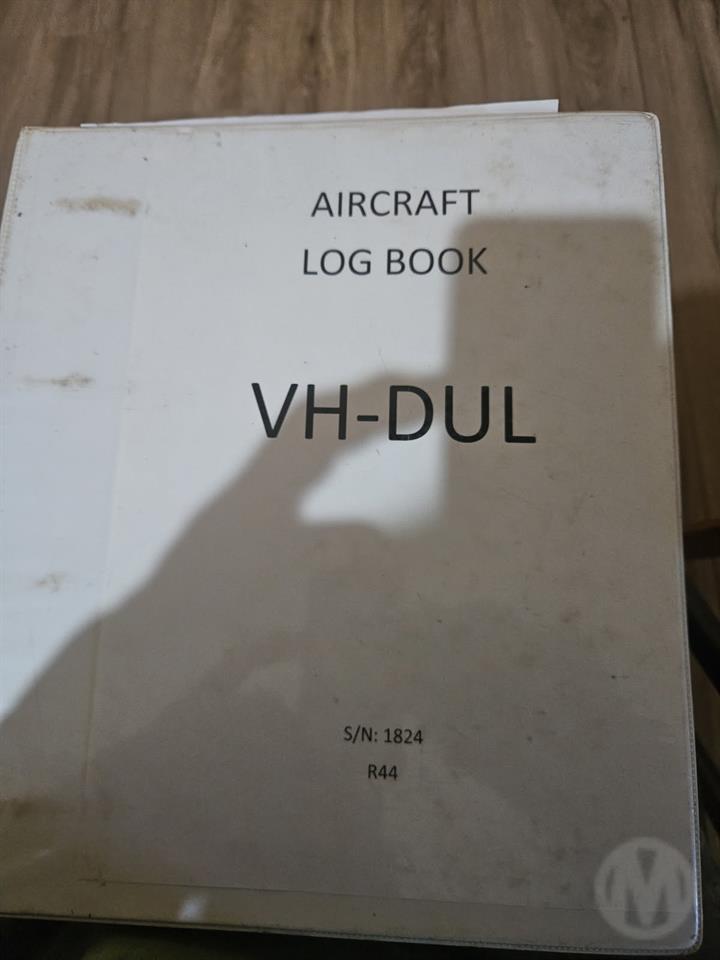 AIRCRAFT
LOG BOOK
VH-DUL
S/N: 1824
R44
M